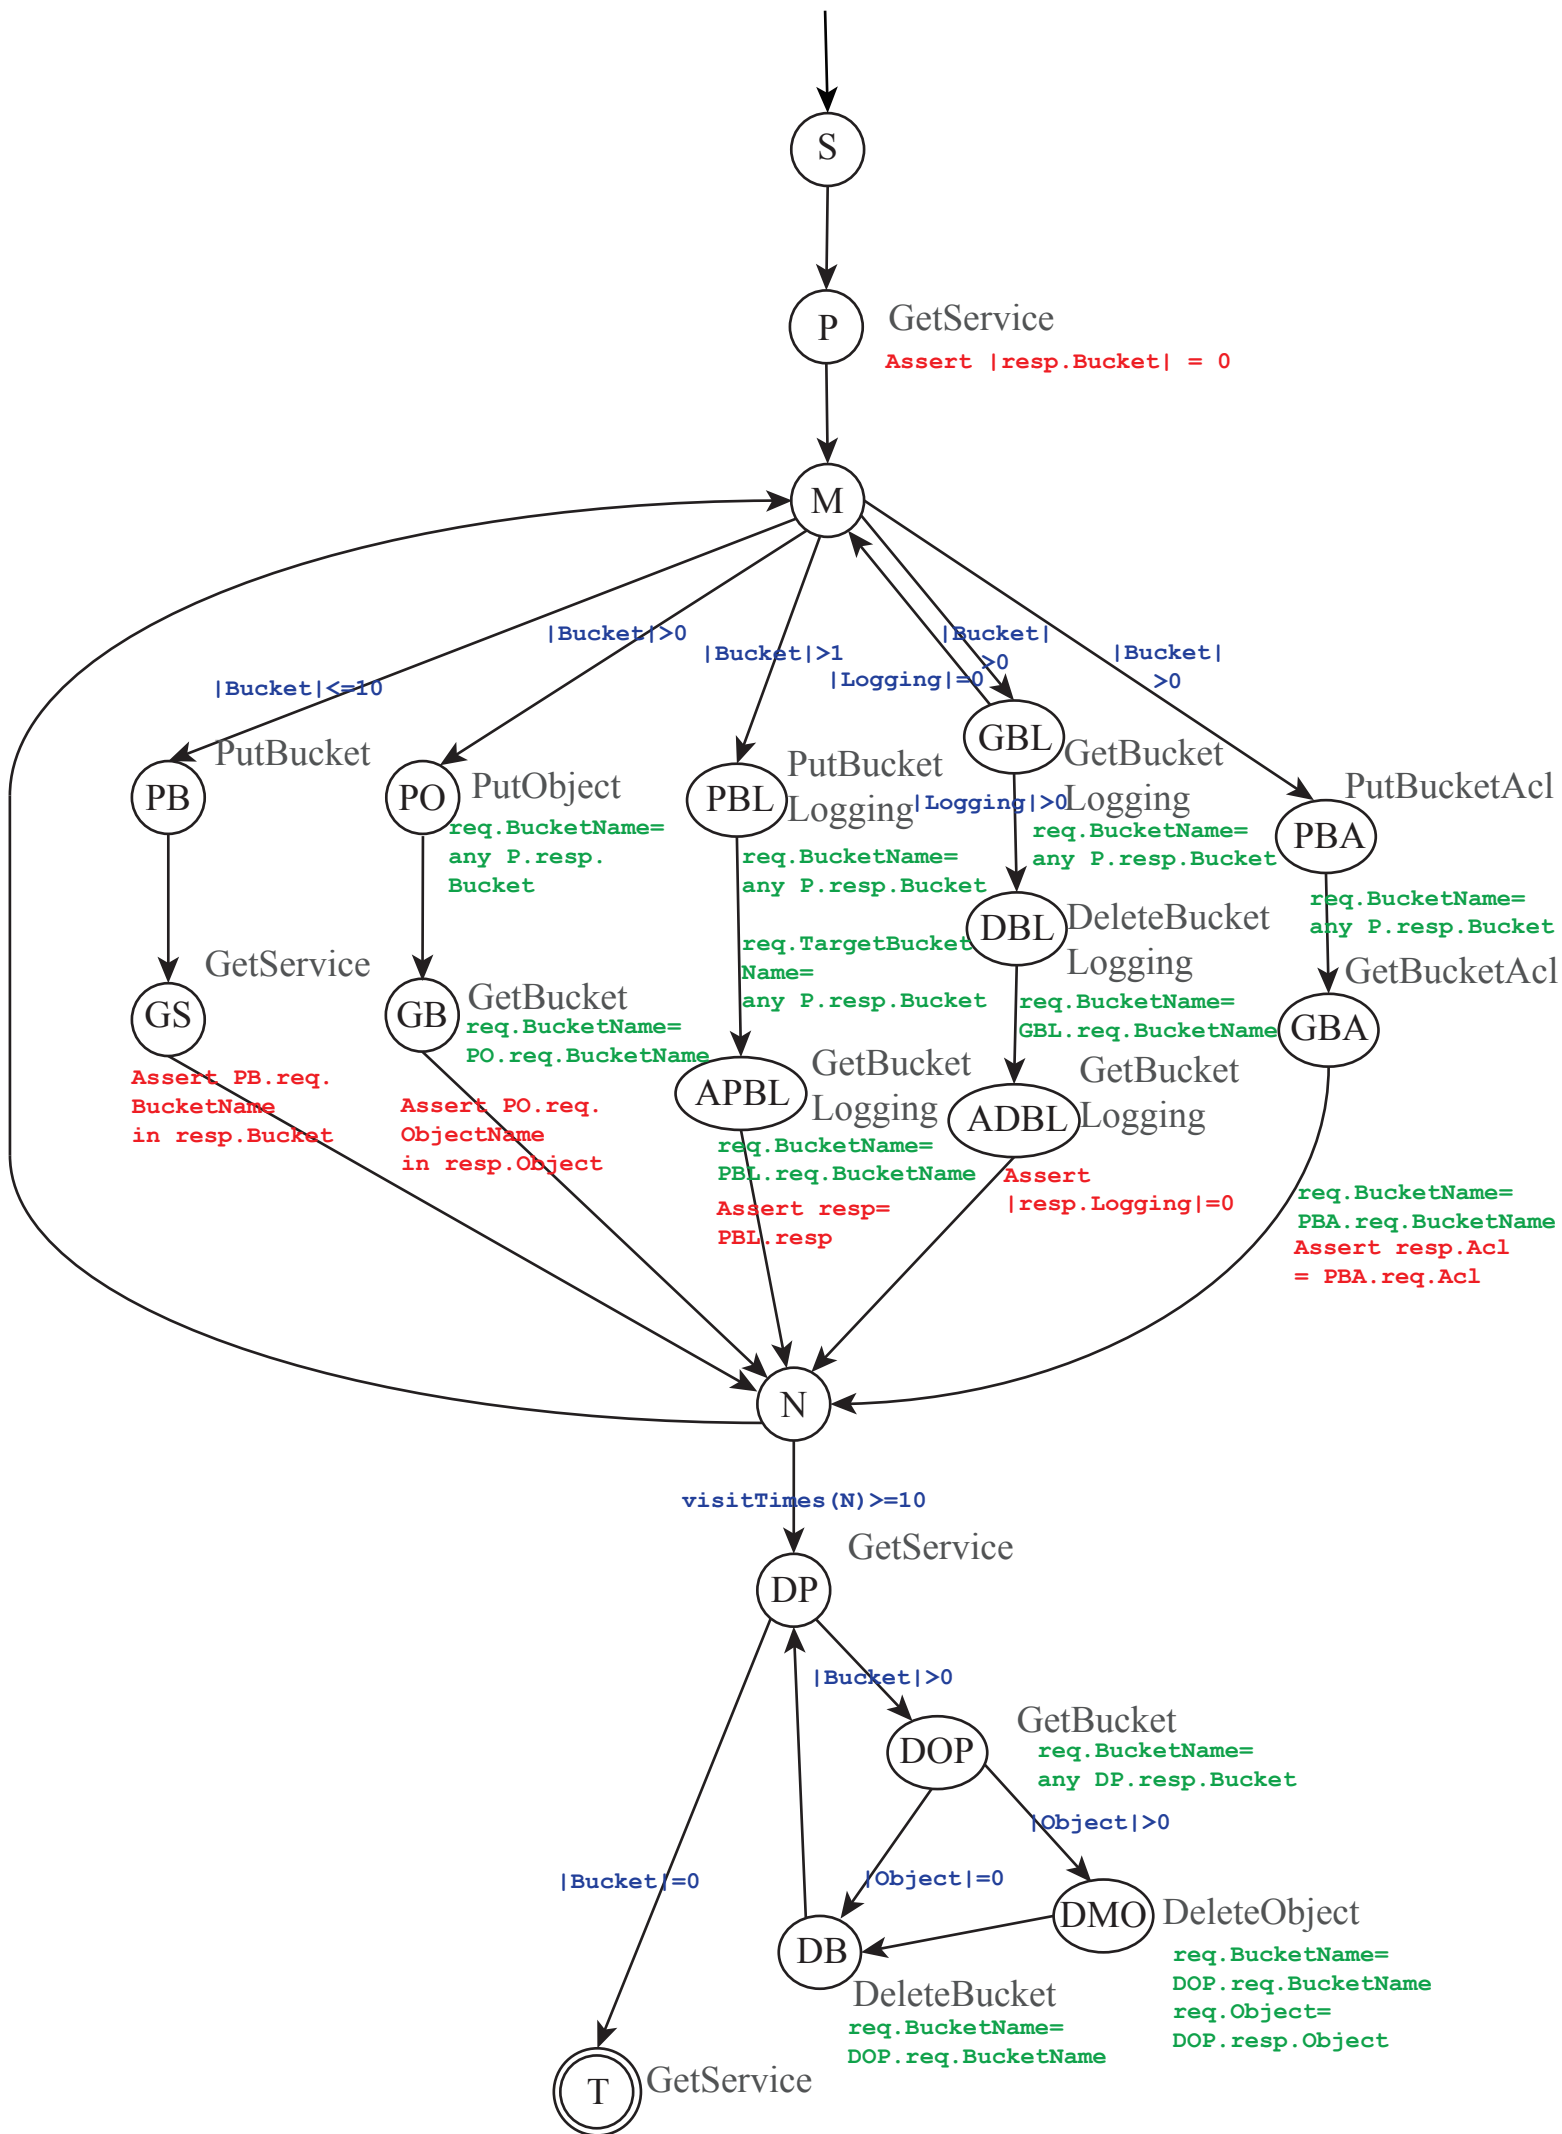 S
P
GetService
Assert |resp.Bucket| = 0
M
|Bucket|<=10
|Bucket|>0
|Bucket|>1
|Logging|=0
|Bucket|
>0
|Bucket|
>0
PB
PutBucket
PO
PutObject
req.BucketName=
any P.resp.
Bucket
PBL
PutBucket
Logging
req.BucketName=
any P.resp.Bucket
req.TargetBucket
Name=
any P.resp.Bucket
GBL
GetBucket
Logging
|Logging|>0
req.BucketName=
any P.resp.Bucket
PBA
PutBucketAcl
req.BucketName=
any P.resp.Bucket
GS
GetService
Assert PB.req.
BucketName
in resp.Bucket
GB
GetBucket
req.BucketName=
PO.req.BucketName
Assert PO.req.
ObjectName
in resp.Object
APBL
GetBucket
Logging
req.BucketName=
PBL.req.BucketName
Assert resp=
PBL.resp
DBL
DeleteBucket
Logging
req.BucketName=
GBL.req.BucketName
ADBL
GetBucket
Logging
Assert
|resp.Logging|=0
GBA
GetBucketAcl
req.BucketName=
PBA.req.BucketName
Assert resp.Acl
= PBA.req.Acl
N
visitTimes(N)>=10
DP
GetService
|Bucket|>0
|Bucket|=0
DOP
GetBucket
req.BucketName=
any DP.resp.Bucket
|Object|>0
|Object|=0
DMO
DeleteObject
req.BucketName=
DOP.req.BucketName
req.Object=
DOP.resp.Object
DB
DeleteBucket
req.BucketName=
DOP.req.BucketName
T
GetService